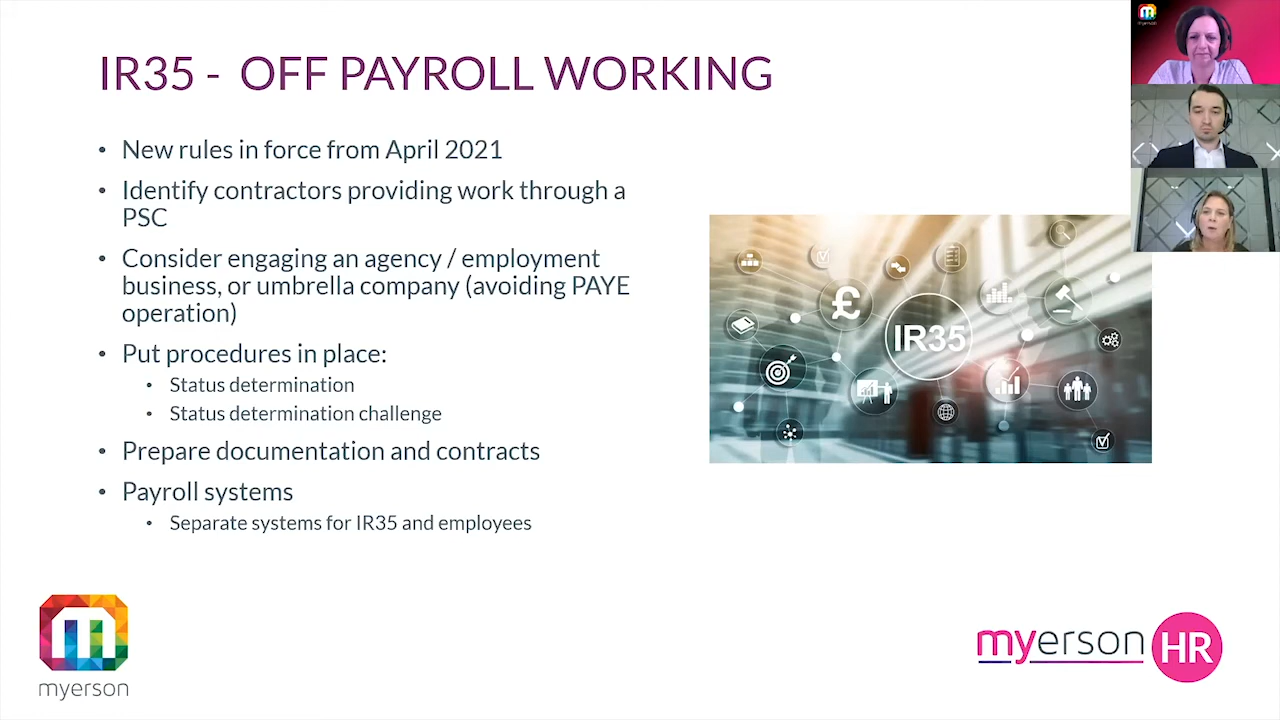 IR35 - OFF PAYROLL WORKING
• New rules in force from April 2021
• Identify contractors providing work through a
PSC
• Consider engaging an agency / employment
business, or umbrella company (avoiding PAYE
operation)
• Put procedures in place:
• Status determination
• Status determination challenge
• Prepare documentation and contracts
• Payroll systems
• Separate systems for IR35 and employees
£
IR35
myerson
myerson HR
myerson